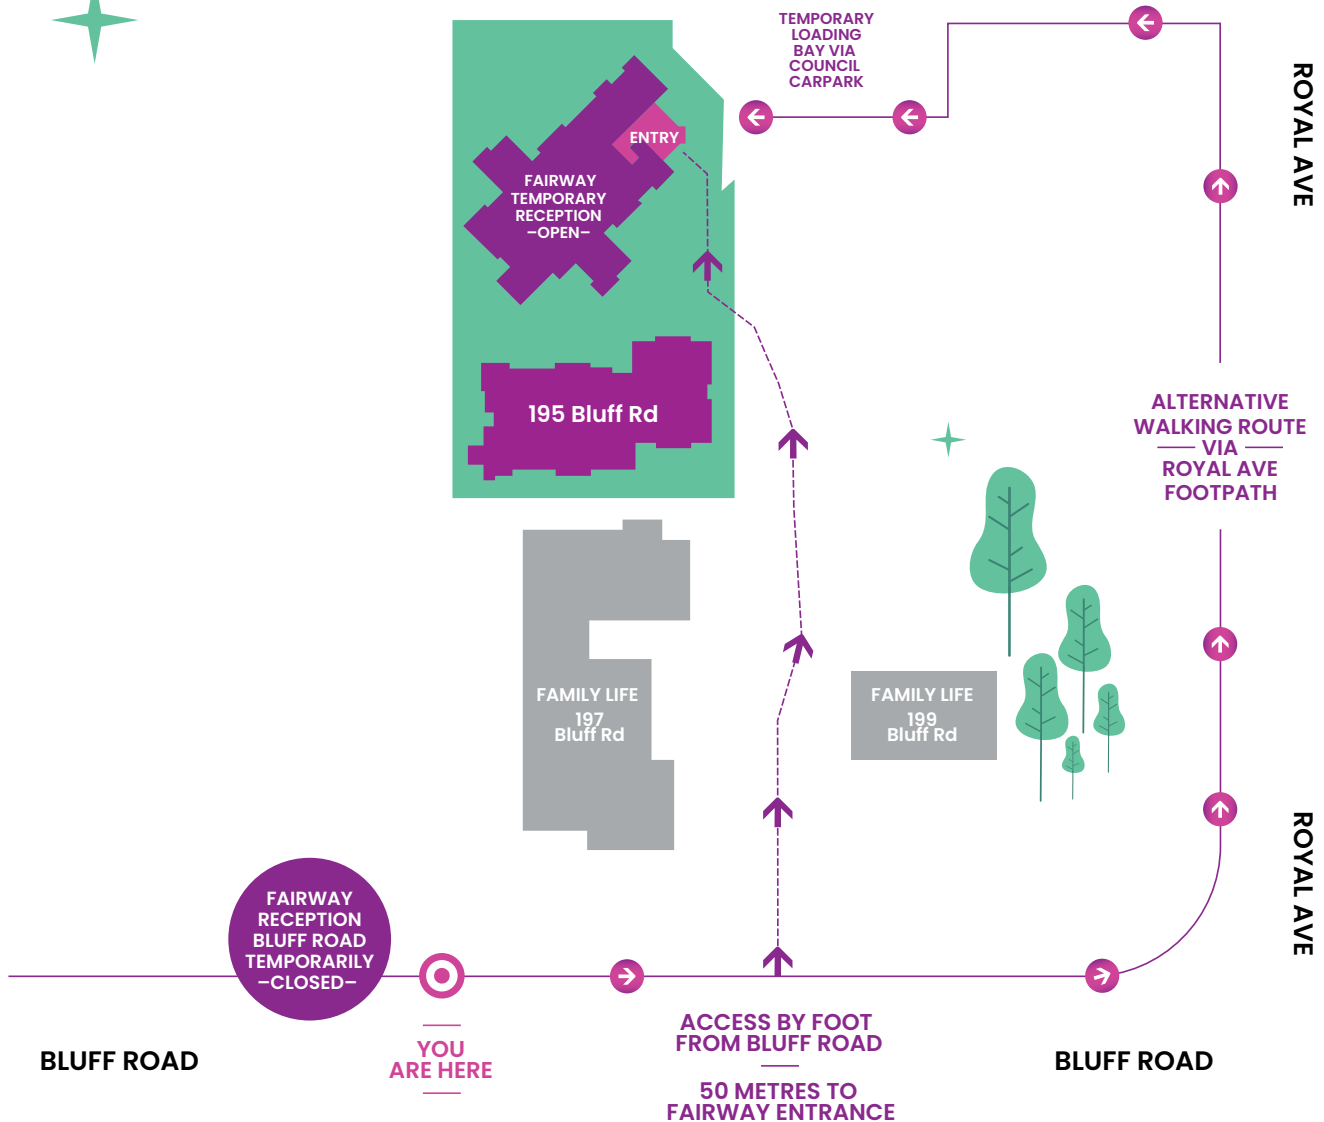 TEMPORARY
LOADING
BAY VIA
COUNCIL
CARPARK
ROYAL AVE
ENTRY
FAIRWAY
TEMPORARY
RECEPTION
–OPEN–
195 Bluff Rd
ALTERNATIVE
WALKING ROUTE
VIA
ROYAL AVE
FOOTPATH
FAMILY LIFE
197
Bluff Rd
FAMILY LIFE
199
Bluff Rd
ROYAL AVE
FAIRWAY
RECEPTION
BLUFF ROAD
TEMPORARILY
–CLOSED–
YOU
ARE HERE
ACCESS BY FOOT
FROM BLUFF ROAD
50 METRES TO
FAIRWAY ENTRANCE
BLUFF ROAD
BLUFF ROAD